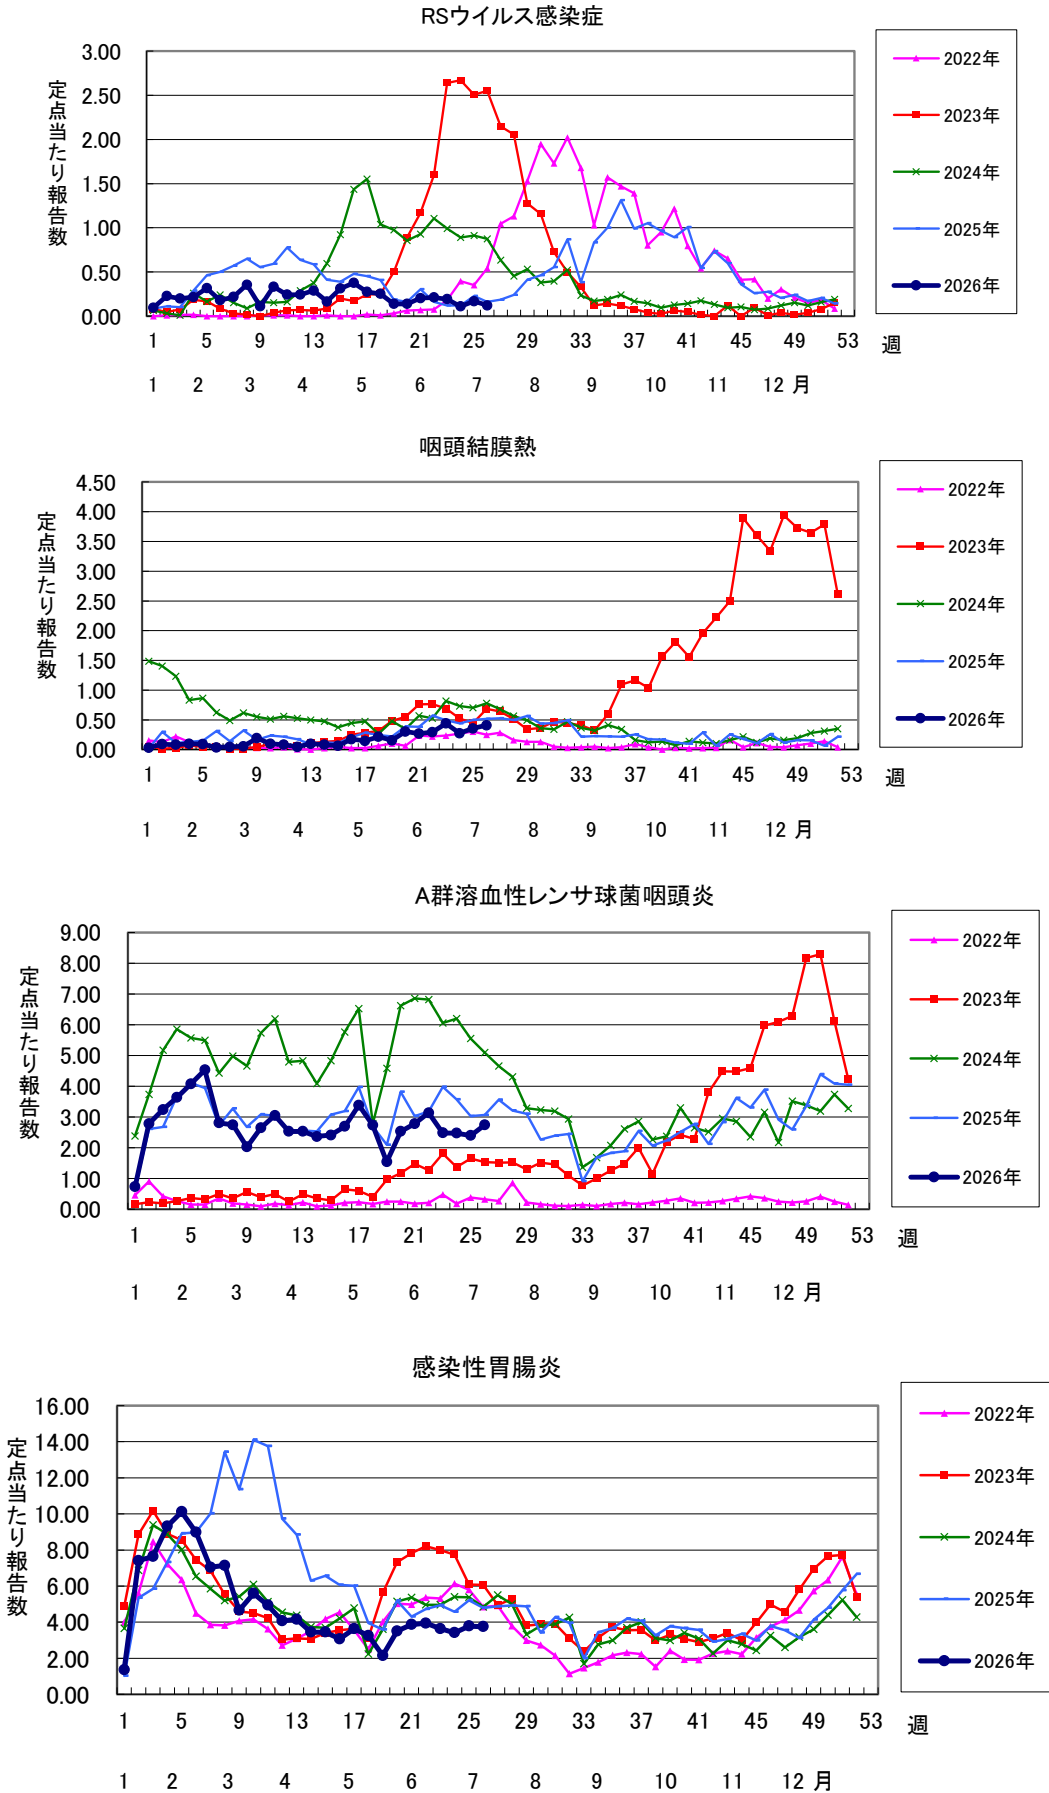 RSウイルス感染症
定点当たり報告数
3.00
2.50
2.00
1.50
1.00
0.50
0.00
1 5 9 13 17 21 25 29 33 37 41 45 49 53 週
1 2 3 4 5 6 7 8 9 10 11 12 月
2022年
2023年
2024年
2025年
2026年
咽頭結膜熱
定点当たり報告数
4.50
4.00
3.50
3.00
2.50
2.00
1.50
1.00
0.50
0.00
1 5 9 13 17 21 25 29 33 37 41 45 49 53 週
1 2 3 4 5 6 7 8 9 10 11 12 月
2022年
2023年
2024年
2025年
2026年
A群溶血性レンサ球菌咽頭炎
定点当たり報告数
9.00
8.00
7.00
6.00
5.00
4.00
3.00
2.00
1.00
0.00
1 5 9 13 17 21 25 29 33 37 41 45 49 53 週
1 2 3 4 5 6 7 8 9 10 11 12 月
2022年
2023年
2024年
2025年
2026年
感染性胃腸炎
定点当たり報告数
16.00
14.00
12.00
10.00
8.00
6.00
4.00
2.00
0.00
1 5 9 13 17 21 25 29 33 37 41 45 49 53 週
1 2 3 4 5 6 7 8 9 10 11 12 月
2022年
2023年
2024年
2025年
2026年